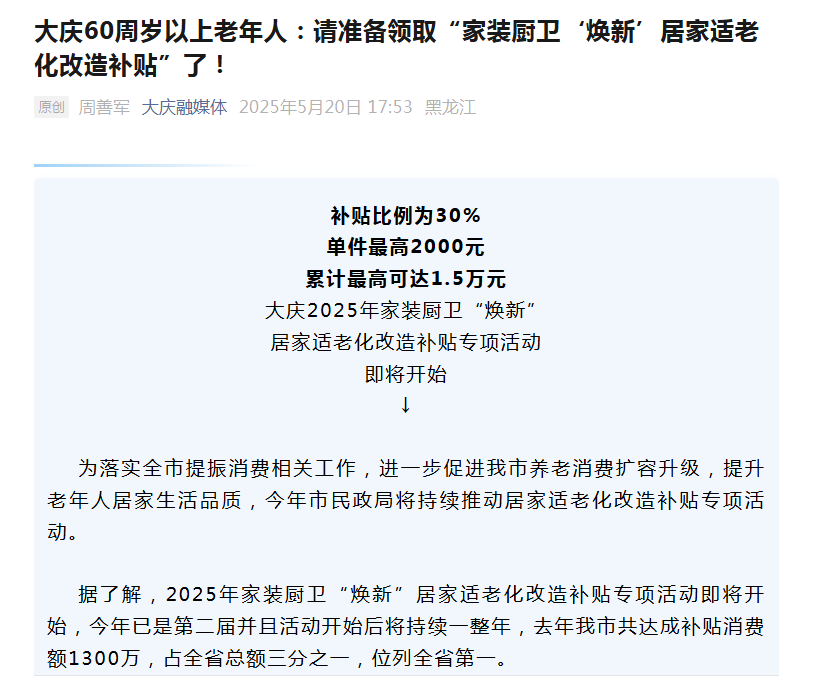 大庆60周岁以上老年人：请准备领取“家装厨卫‘焕新’居家适老
化改造补贴”了！
原创 周善军 大庆融媒体 2025年5月20日 17:53 黑龙江
补贴比例为30%
单件最高2000元
累计最高可达1.5万元
大庆2025年家装厨卫“焕新”
居家适老化改造补贴专项活动
即将开始
↓
为落实全市提振消费相关工作，进一步促进我市养老消费扩容升级，提升
老年人居家生活品质，今年市民政局将持续推动居家适老化改造补贴专项活
动。
据了解，2025年家装厨卫“焕新”居家适老化改造补贴专项活动即将开
始，今年已是第二届并且活动开始后将持续一整年，去年我市共达成补贴消费
额1300万，占全省总额三分之一，位列全省第一。